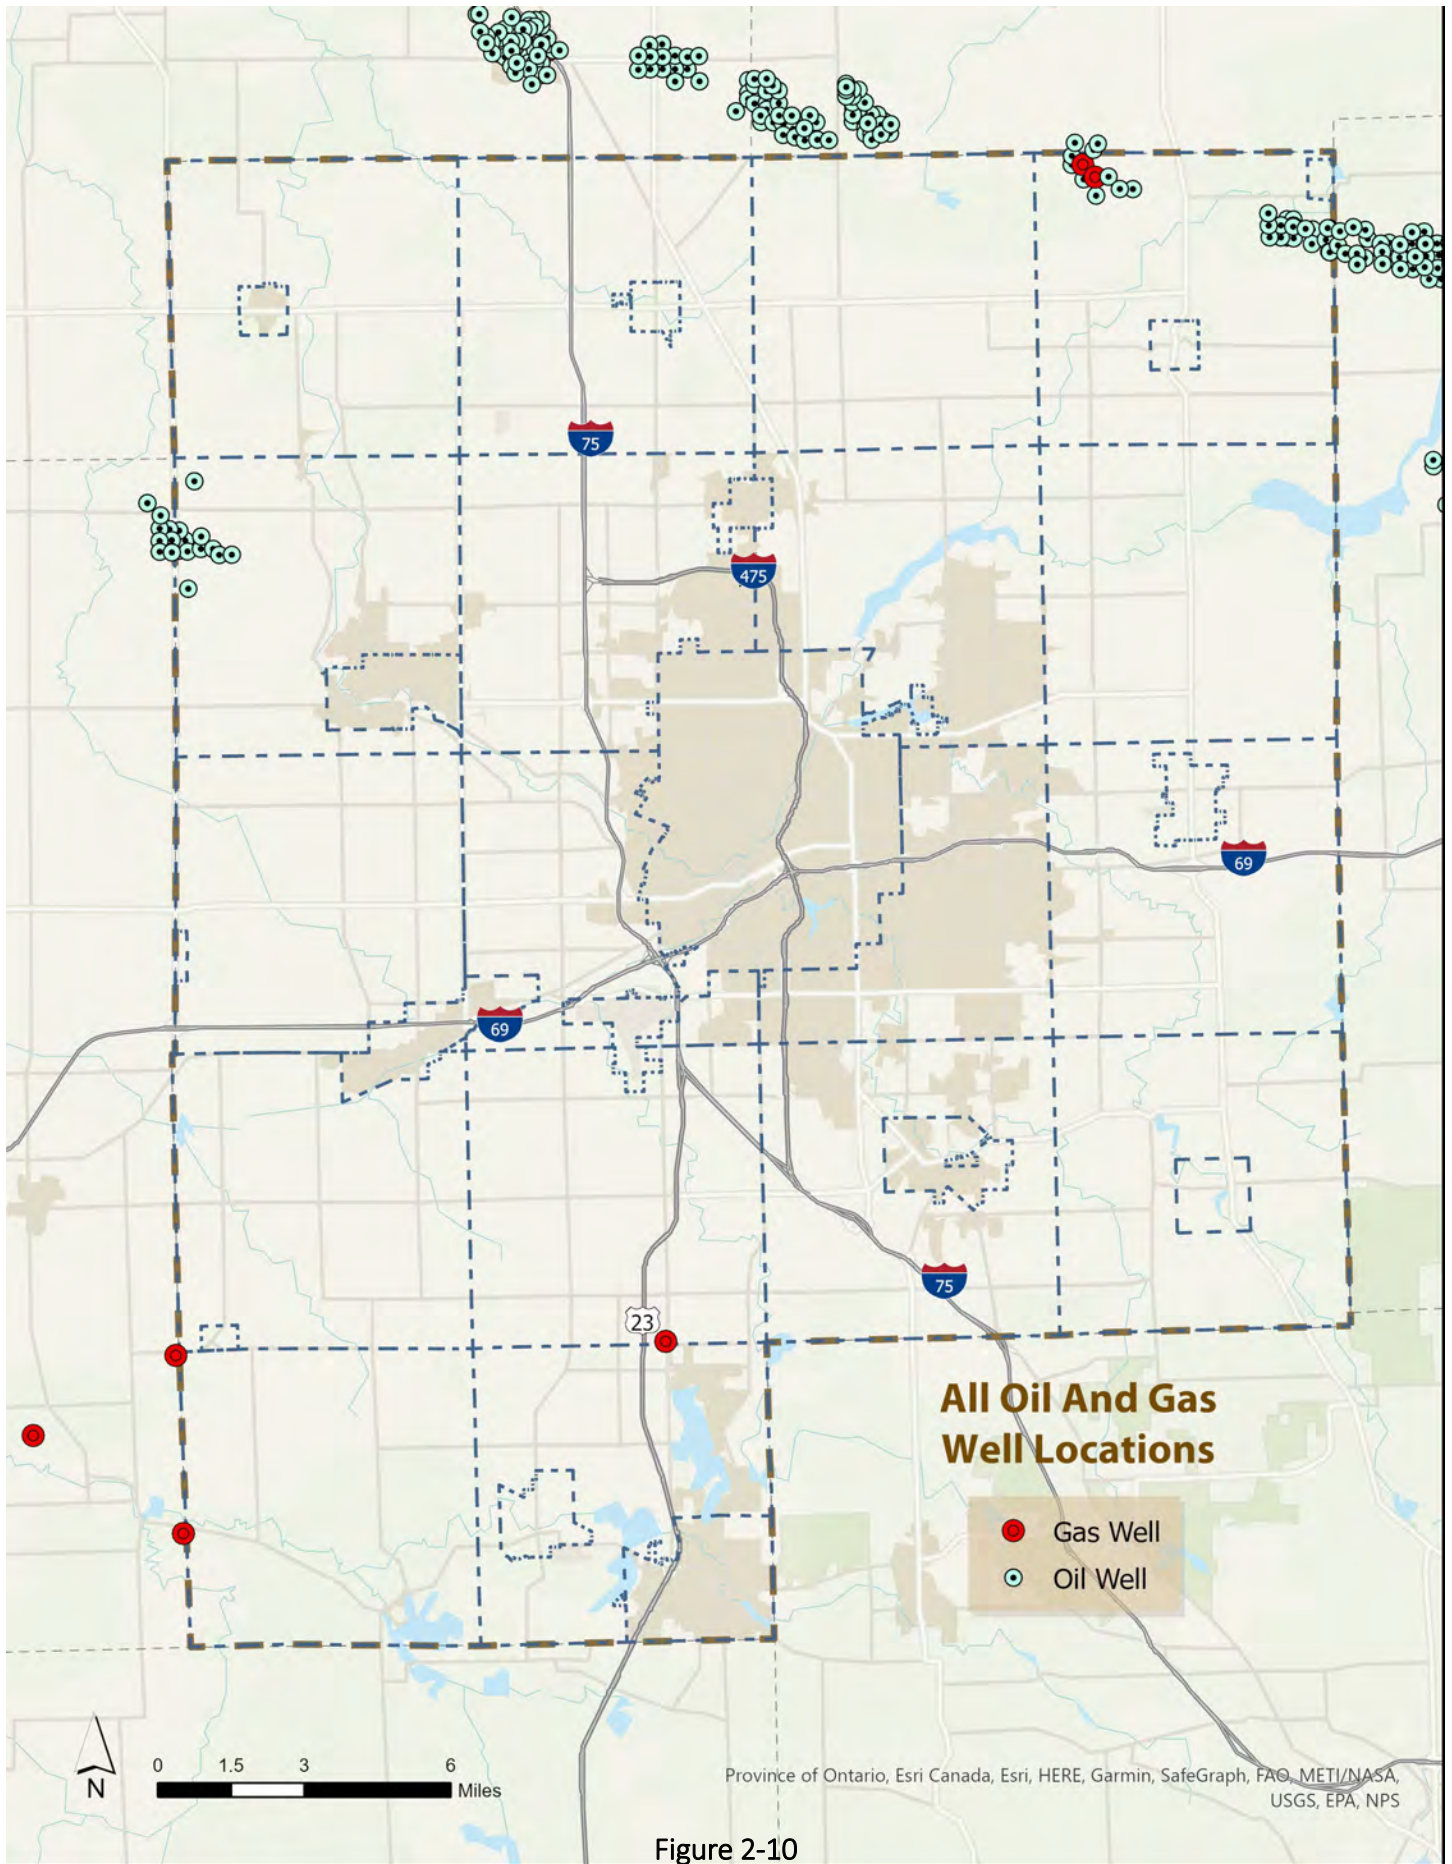 75
475
69
69
75
23
All Oil And Gas
Well Locations
Gas Well
Oil Well
N
0 1.5 3 6
Miles
Province of Ontario, Esri Canada, Esri, HERE, Garmin, SafeGraph, FAO, METI/NASA,
USGS, EPA, NPS
Figure 2-10